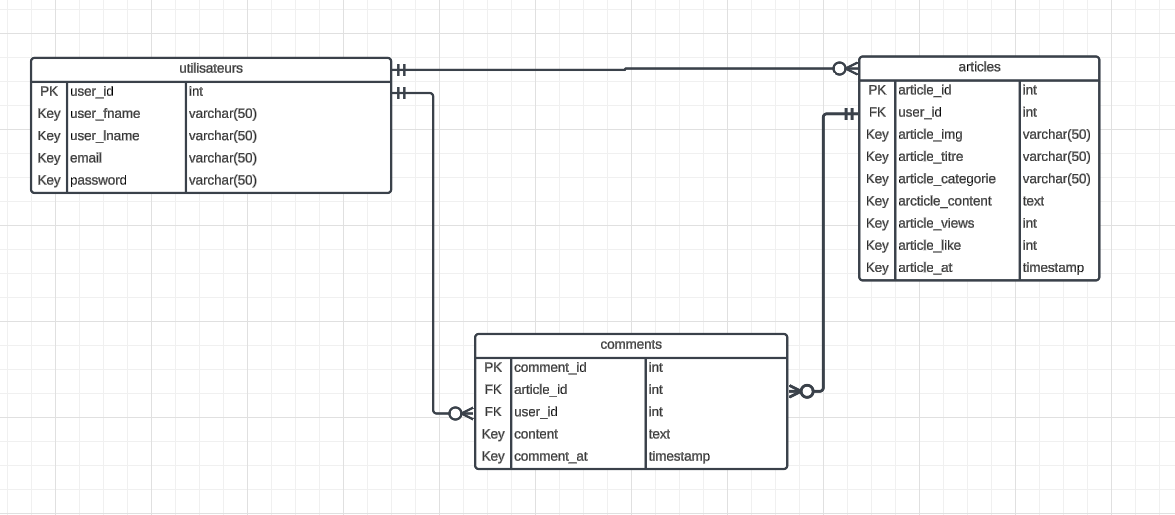 utilisateurs
PK user_id int
Key user_fname varchar(50)
Key user_lname varchar(50)
Key email varchar(50)
Key password varchar(50)
articles
PK article_id int
FK user_id int
Key article_img varchar(50)
Key article_titre varchar(50)
Key article_categorie varchar(50)
Key arcticle_content text
Key article_views int
Key article_like int
Key article_at timestamp
comments
PK comment_id int
FK article_id int
FK user_id int
Key content text
Key comment_at timestamp